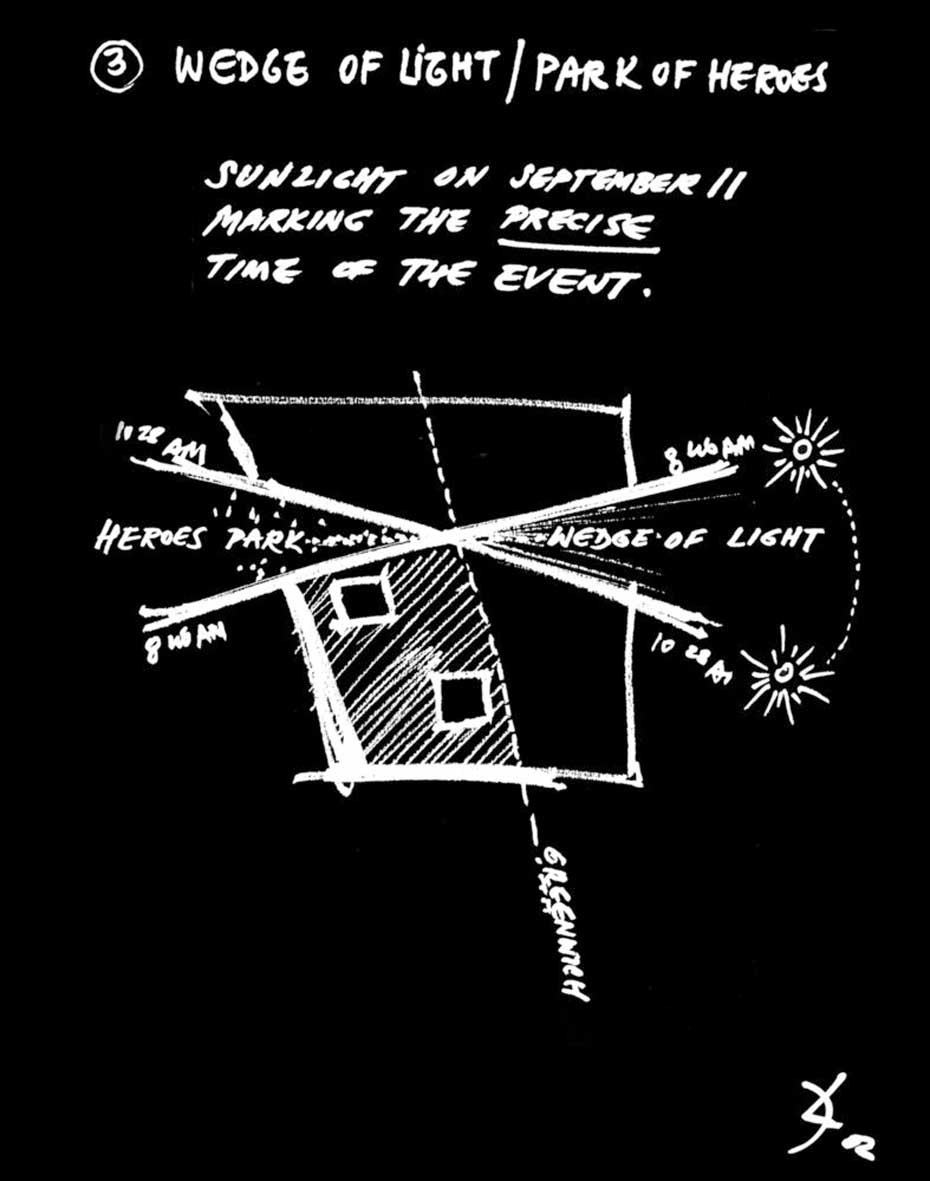 3 WEDGE OF LIGHT / PARK OF HEROES
SUNLIGHT ON SEPTEMBER 11
MARKING THE PRECISE
TIME OF THE EVENT.
10 28 AM
8 46 AM
HEROES PARK
WEDGE OF LIGHT
8 46 AM
10 28 AM
GREENWICH
02